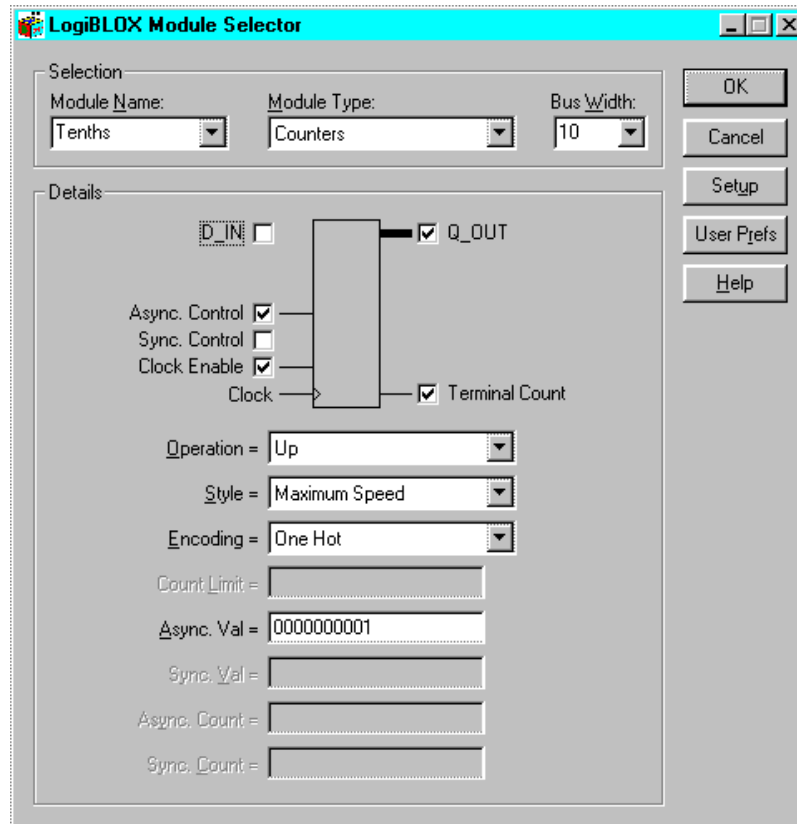 LogiBLOX Module Selector
Selection
Module Name: Module Type: Bus Width:
Tenths Counters 10
OK
Cancel
Setup
User Prefs
Help
Details
D_IN Q_OUT
Async. Control
Sync. Control
Clock Enable
Clock Terminal Count
Operation = Up
Style = Maximum Speed
Encoding = One Hot
Count Limit =
Async. Val = 0000000001
Sync. Val =
Async. Count =
Sync. Count =